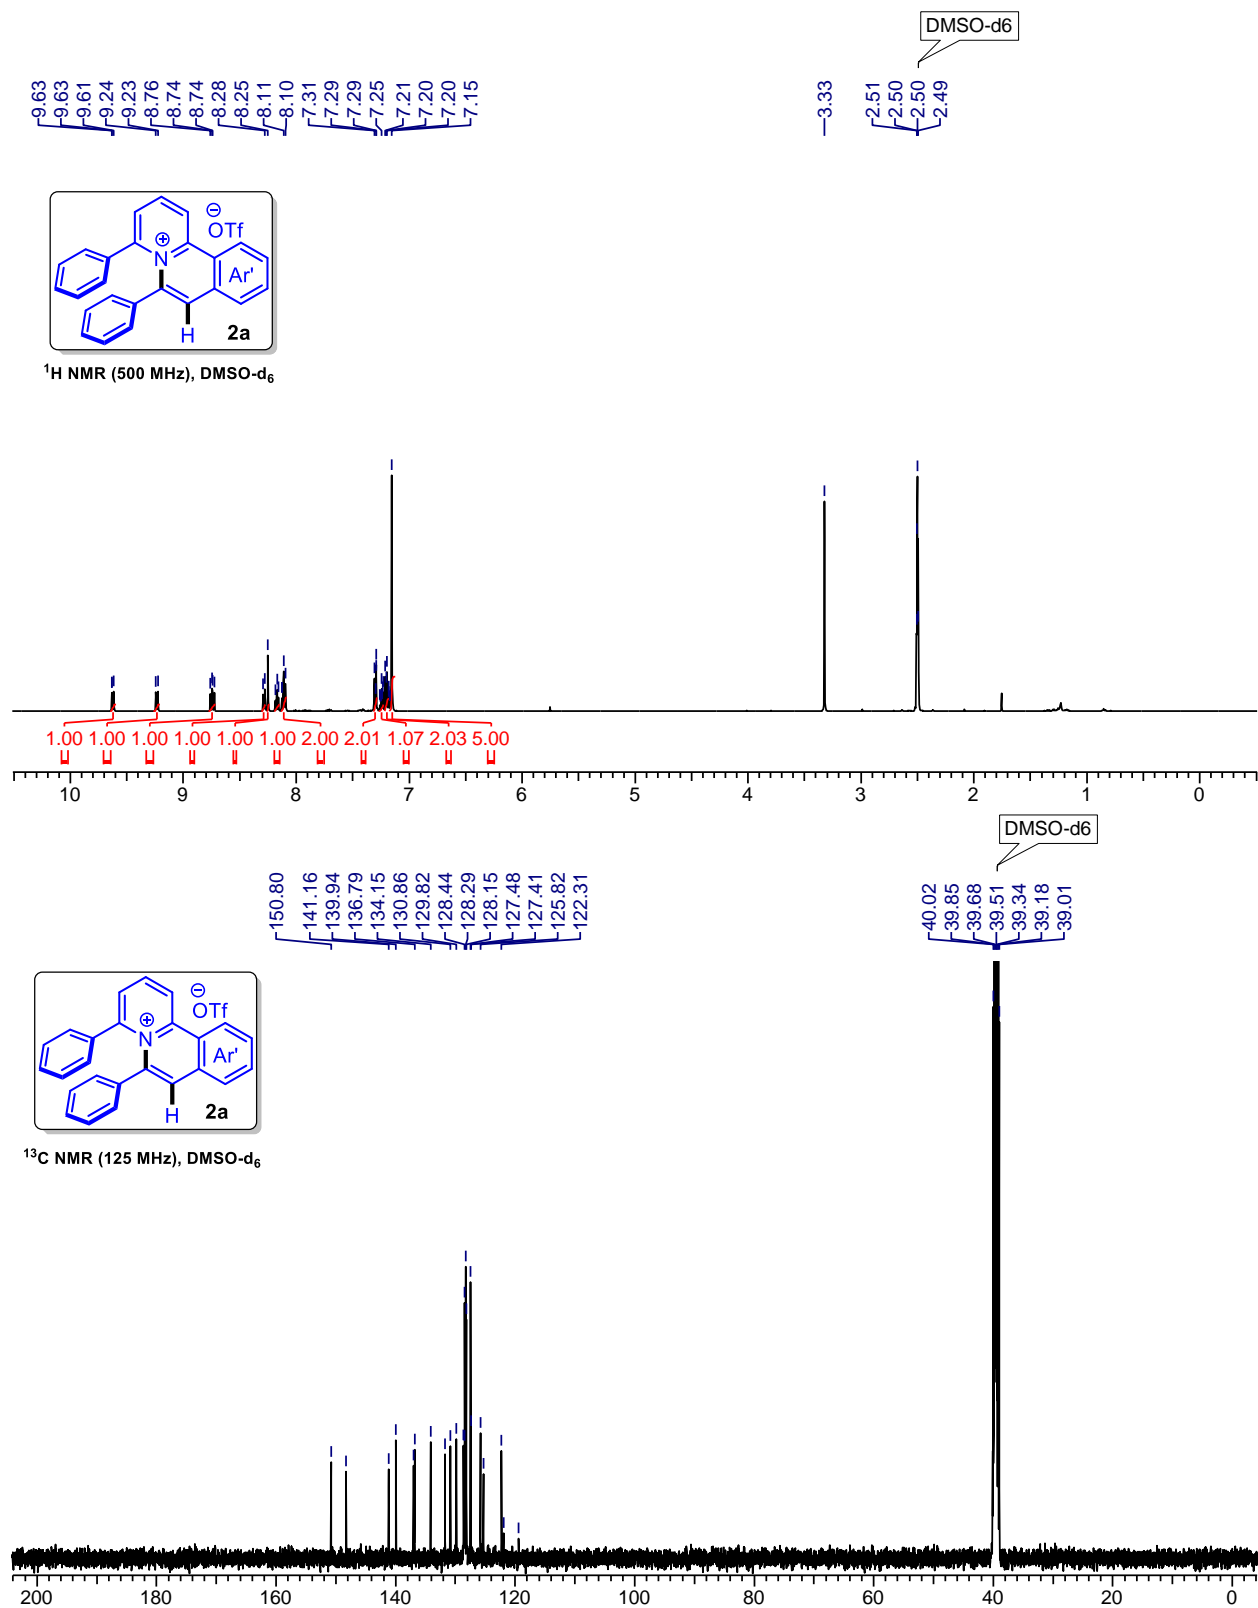 DMSO-d6
9.63
9.63
9.61
9.24
9.23
8.76
8.74
8.74
8.28
8.25
8.11
8.10
7.31
7.29
7.29
7.25
7.21
7.20
7.20
7.15
3.33
2.51
2.50
2.50
2.49
⊖
OTf
⊕
N
Ar'
H
2a
¹H NMR (500 MHz), DMSO-d₆
1.00 1.00 1.00 1.00 1.00 1.00 2.00 2.01 1.07 2.03 5.00
10 9 8 7 6 5 4 3 2 1 0
DMSO-d6
150.80
141.16
139.94
136.79
134.15
130.86
129.82
128.44
128.29
128.15
127.48
127.41
125.82
122.31
40.02
39.85
39.68
39.51
39.34
39.18
39.01
⊖
OTf
⊕
N
Ar'
H
2a
¹³C NMR (125 MHz), DMSO-d₆
200 180 160 140 120 100 80 60 40 20 0